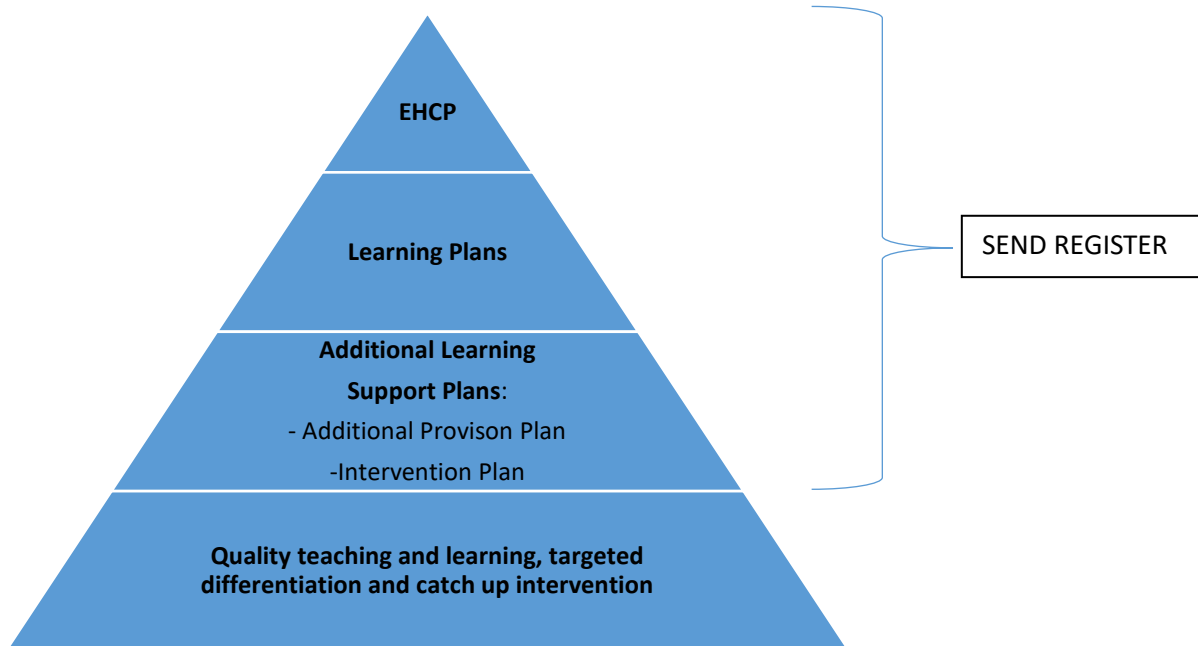 EHCP
Learning Plans
SEND REGISTER
Additional Learning
Support Plans:
- Additional Provison Plan
-Intervention Plan
Quality teaching and learning, targeted
differentiation and catch up intervention